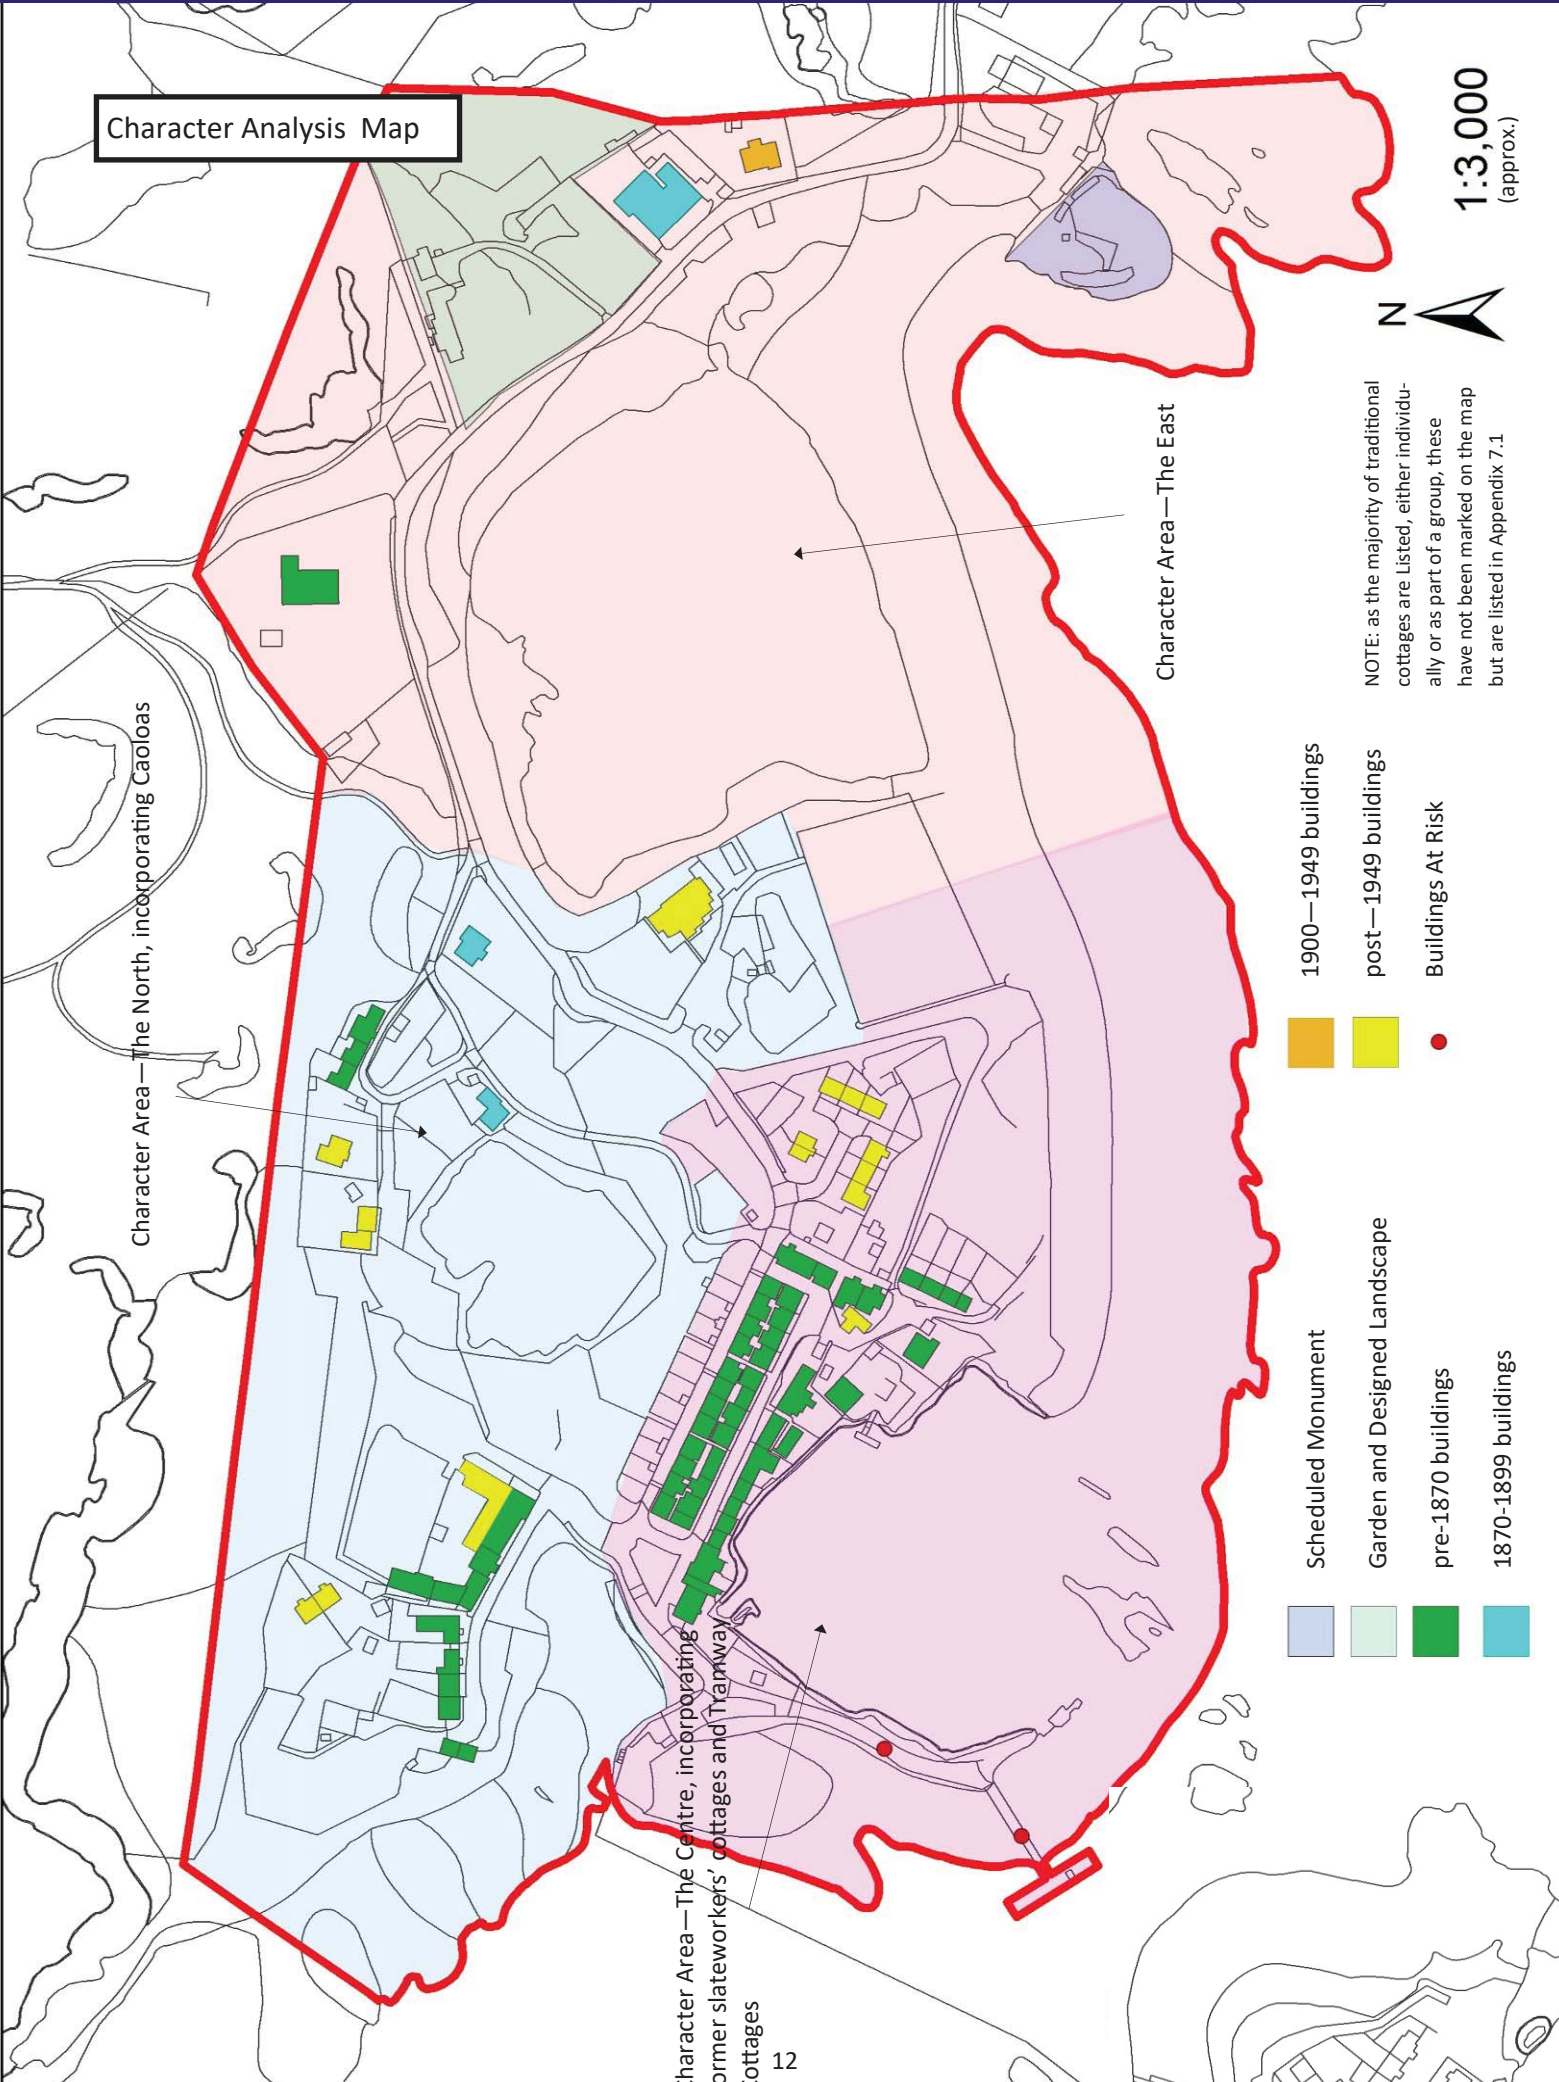 Character Analysis Map
Character Area—The North, incorporating Caoloas
Character Area—The East
haracter Area—The Centre, incorporating
ormer slateworkers’ cottages and Tramway
ottages
Scheduled Monument
Garden and Designed Landscape
pre-1870 buildings
1870-1899 buildings
1900—1949 buildings
post—1949 buildings
Buildings At Risk
NOTE: as the majority of traditional
cottages are Listed, either individu-
ally or as part of a group, these
have not been marked on the map
but are listed in Appendix 7.1
N
1:3,000
(approx.)
12